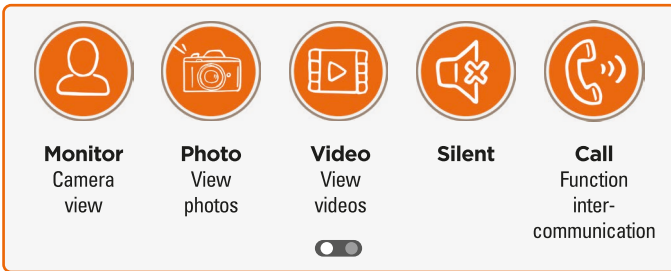 Monitor
Camera
view
Photo
View
photos
Video
View
videos
Silent
Call
Function
inter-
communication